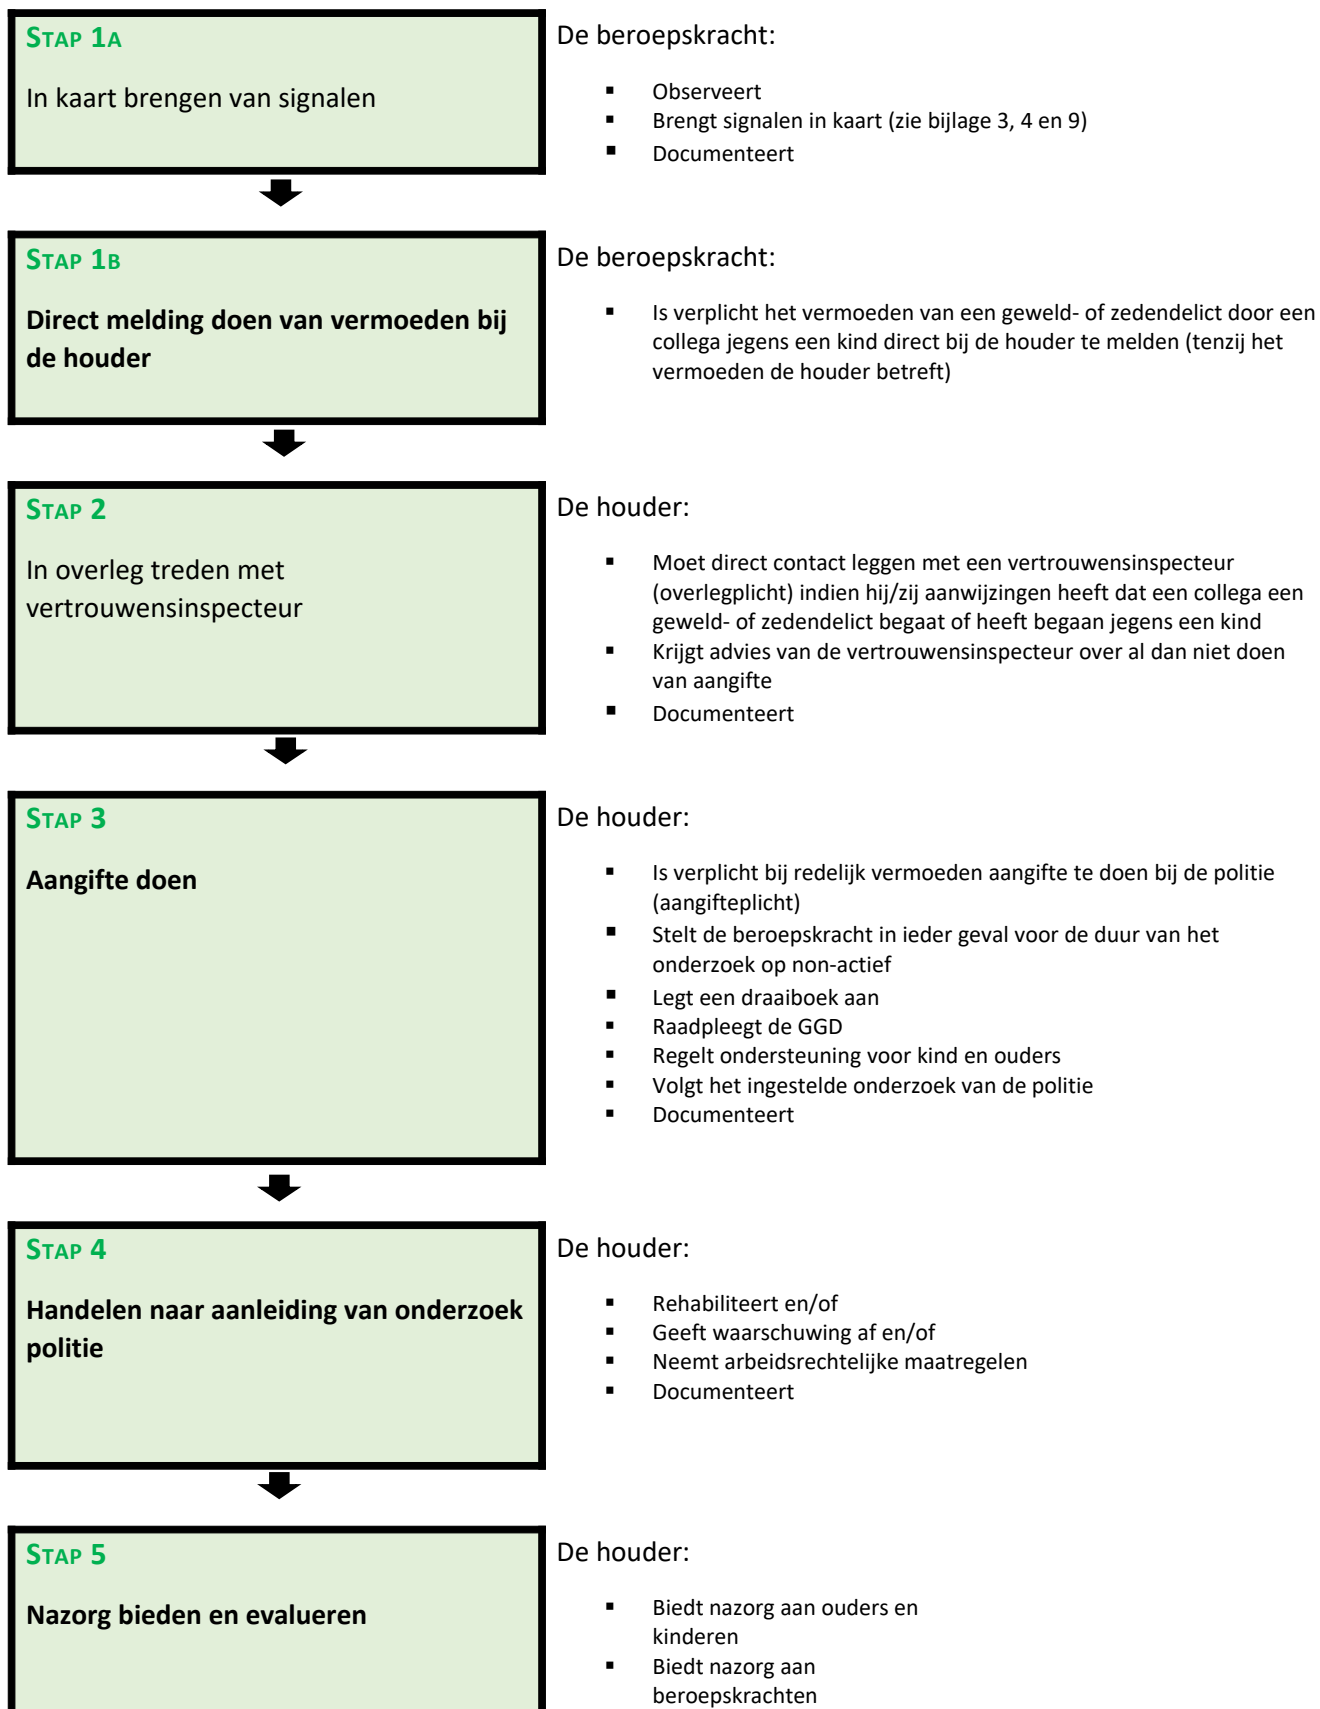 STAP 1A
In kaart brengen van signalen
De beroepskracht:
▪ Observeert
▪ Brengt signalen in kaart (zie bijlage 3, 4 en 9)
▪ Documenteert
STAP 1B
Direct melding doen van vermoeden bij
de houder
De beroepskracht:
▪ Is verplicht het vermoeden van een geweld- of zedendelict door een
collega jegens een kind direct bij de houder te melden (tenzij het
vermoeden de houder betreft)
STAP 2
In overleg treden met
vertrouwensinspecteur
De houder:
▪ Moet direct contact leggen met een vertrouwensinspecteur
(overlegplicht) indien hij/zij aanwijzingen heeft dat een collega een
geweld- of zedendelict begaat of heeft begaan jegens een kind
▪ Krijgt advies van de vertrouwensinspecteur over al dan niet doen
van aangifte
▪ Documenteert
STAP 3
Aangifte doen
De houder:
▪ Is verplicht bij redelijk vermoeden aangifte te doen bij de politie
(aangifteplicht)
▪ Stelt de beroepskracht in ieder geval voor de duur van het
onderzoek op non-actief
▪ Legt een draaiboek aan
▪ Raadpleegt de GGD
▪ Regelt ondersteuning voor kind en ouders
▪ Volgt het ingestelde onderzoek van de politie
▪ Documenteert
STAP 4
Handelen naar aanleiding van onderzoek
politie
De houder:
▪ Rehabiliteert en/of
▪ Geeft waarschuwing af en/of
▪ Neemt arbeidsrechtelijke maatregelen
▪ Documenteert
STAP 5
Nazorg bieden en evalueren
De houder:
▪ Biedt nazorg aan ouders en
kinderen
▪ Biedt nazorg aan
beroepskrachten